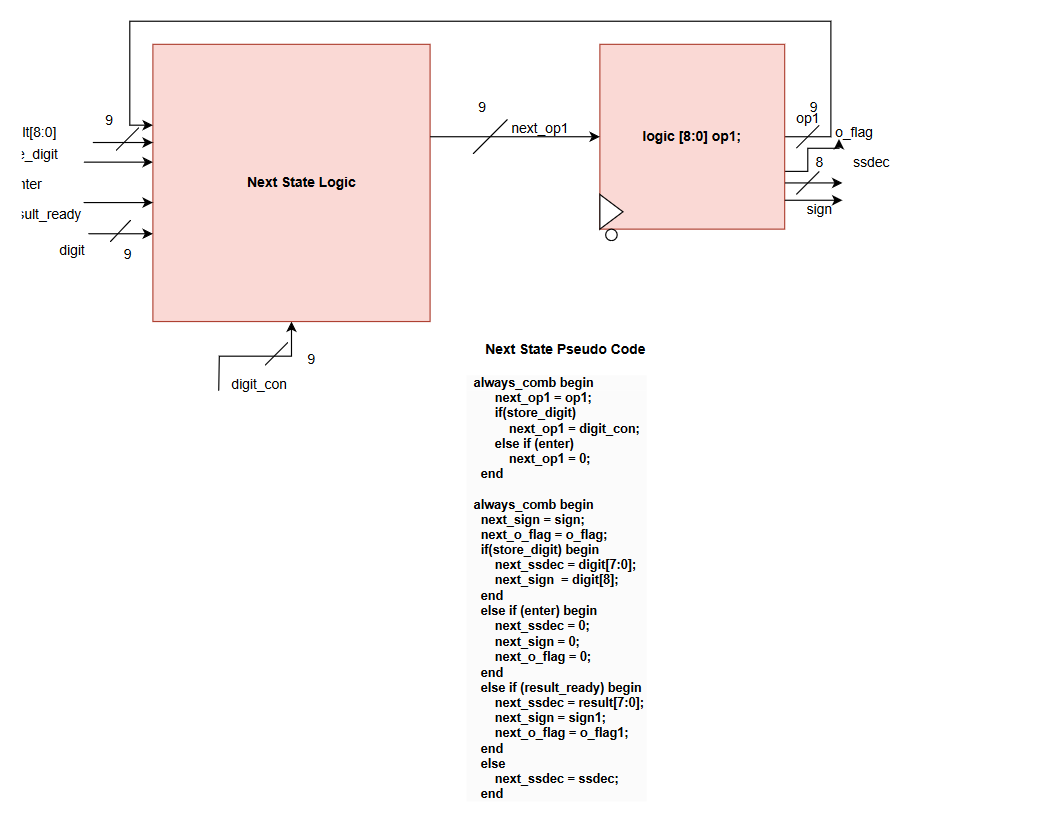 9
9
9
lt[8:0]
next_op1
logic [8:0] op1;
op1
o_flag
_digit
8
ssdec
Next State Logic
nter
sult_ready
sign
digit
9
9
digit_con
Next State Pseudo Code
always_comb begin
next_op1 = op1;
if(store_digit)
next_op1 = digit_con;
else if (enter)
next_op1 = 0;
end
always_comb begin
next_sign = sign;
next_o_flag = o_flag;
if(store_digit) begin
next_ssdec = digit[7:0];
next_sign  = digit[8];
end
else if (enter) begin
next_ssdec = 0;
next_sign = 0;
next_o_flag = 0;
end
else if (result_ready) begin
next_ssdec = result[7:0];
next_sign = sign1;
next_o_flag = o_flag1;
end
else
next_ssdec = ssdec;
end